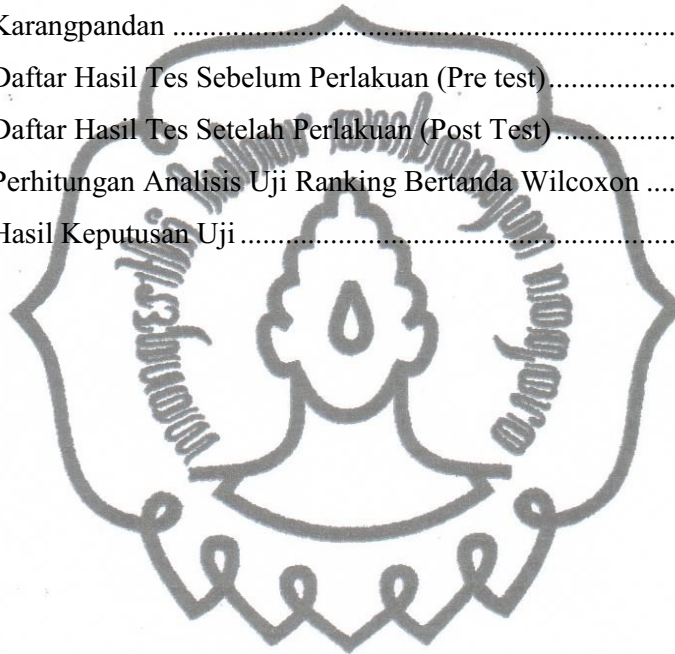 Karangpandan ................................................................
Daftar Hasil Tes Sebelum Perlakuan (Pre test)..................
Daftar Hasil Tes Setelah Perlakuan (Post Test) .................
Perhitungan Analisis Uji Ranking Bertanda Wilcoxon ....
Hasil Keputusan Uji ........................................................